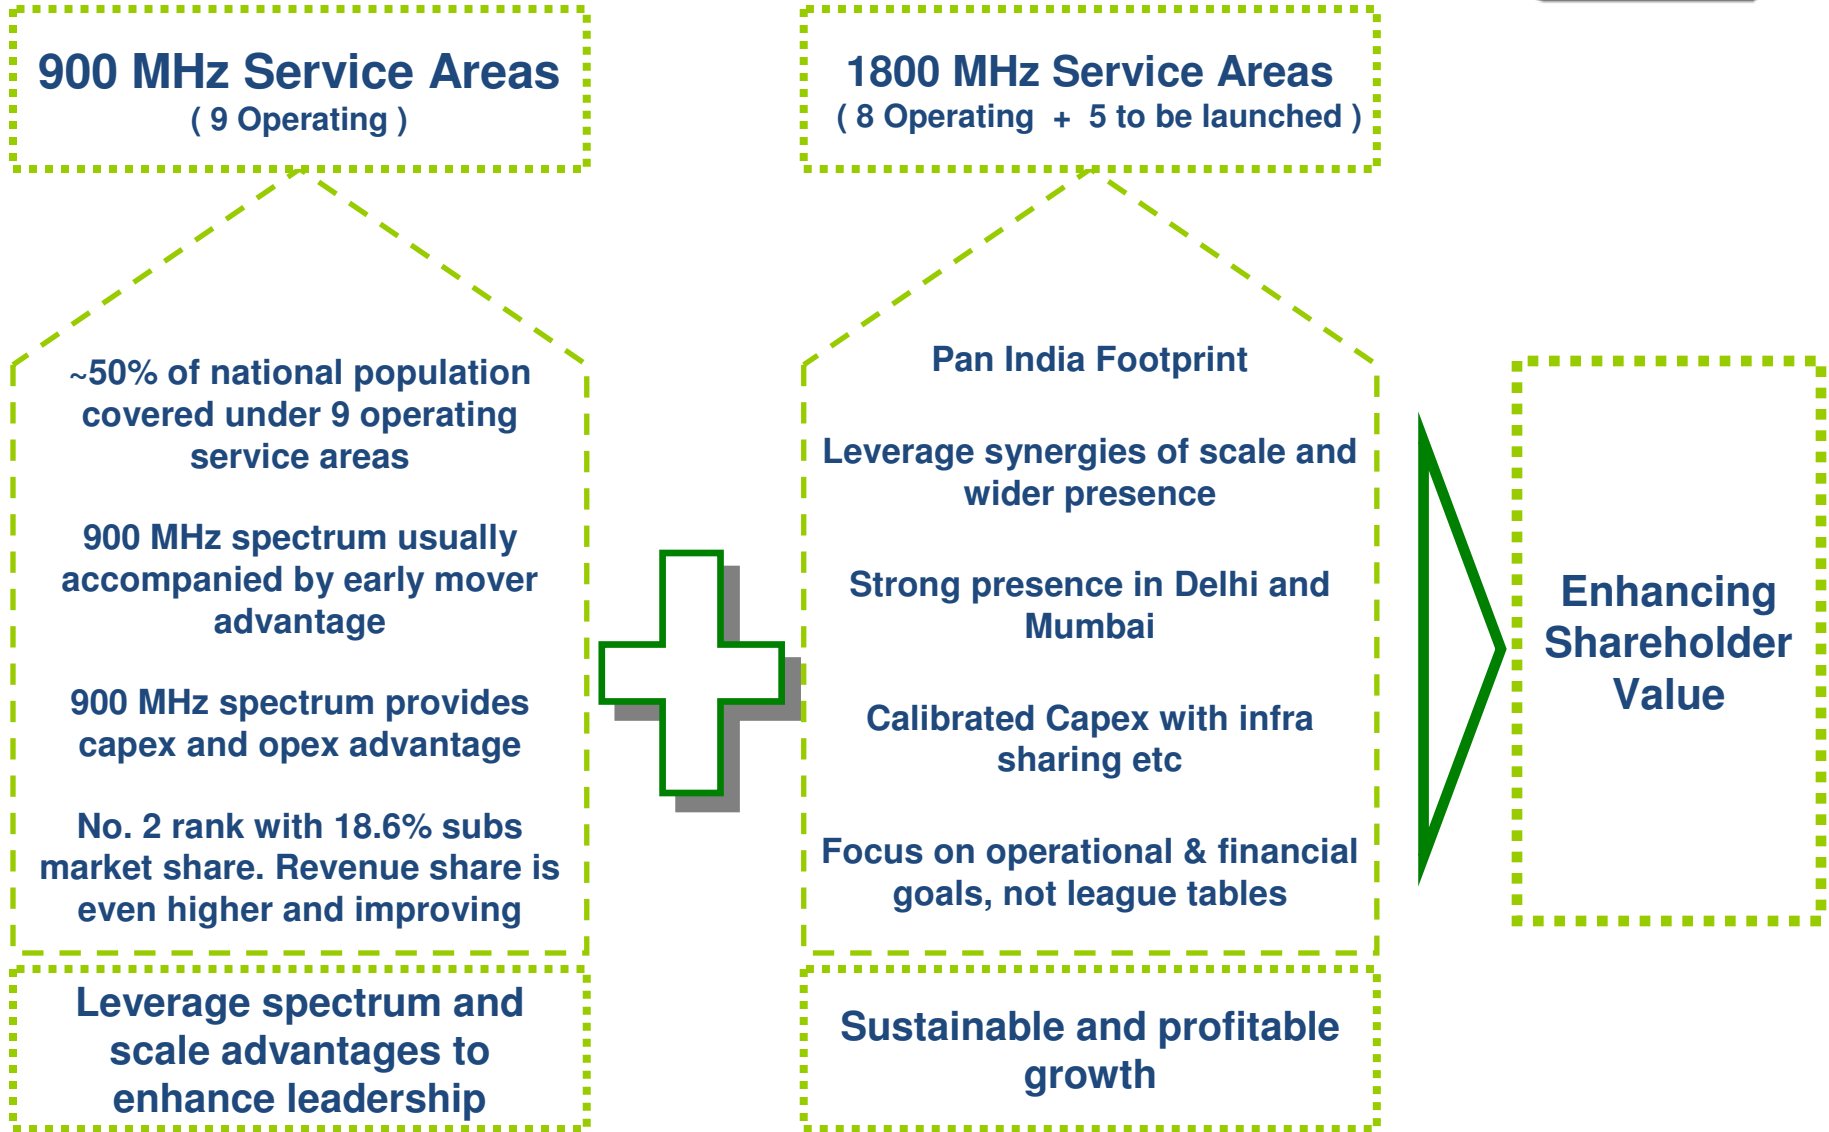 900 MHz Service Areas
( 9 Operating )
~50% of national population
covered under 9 operating
service areas
900 MHz spectrum usually
accompanied by early mover
advantage
900 MHz spectrum provides
capex and opex advantage
No. 2 rank with 18.6% subs
market share. Revenue share is
even higher and improving
Leverage spectrum and
scale advantages to
enhance leadership
1800 MHz Service Areas
( 8 Operating + 5 to be launched )
Pan India Footprint
Leverage synergies of scale and
wider presence
Strong presence in Delhi and
Mumbai
Calibrated Capex with infra
sharing etc
Focus on operational & financial
goals, not league tables
Sustainable and profitable
growth
Enhancing
Shareholder
Value